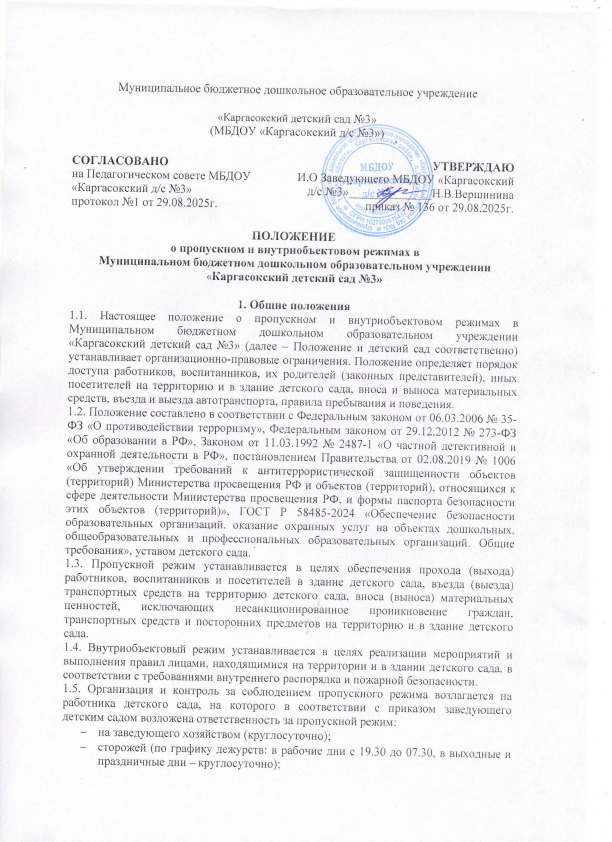 Муниципальное бюджетное дошкольное образовательное учреждение
«Каргасокский детский сад №3»
(МБДОУ «Каргасокский д/с №3»)
СОГЛАСОВАНО
на Педагогическом совете МБДОУ
«Каргасокский д/с №3»
протокол №1 от 29.08.2025г.
УТВЕРЖДАЮ
И.О Заведующего МБДОУ «Каргасокский
д/с №3» Н.В.Вершинина
приказ № 136 от 29.08.2025г.
МБДОУ
ПОЛОЖЕНИЕ
о пропускном и внутриобъектовом режимах в
Муниципальном бюджетном дошкольном образовательном учреждении
«Каргасокский детский сад №3»
1. Общие положения
1.1. Настоящее положение о пропускном и внутриобъектовом режимах в
Муниципальном бюджетном дошкольном образовательном учреждении
«Каргасокский детский сад №3» (далее – Положение и детский сад соответственно)
устанавливает организационно-правовые ограничения. Положение определяет порядок
доступа работников, воспитанников, их родителей (законных представителей), иных
посетителей на территорию и в здание детского сада, вноса и выноса материальных
средств, въезда и выезда автотранспорта, правила пребывания и поведения.
1.2. Положение составлено в соответствии с Федеральным законом от 06.03.2006 № 35-
ФЗ «О противодействии терроризму», Федеральным законом от 29.12.2012 № 273-ФЗ
«Об образовании в РФ», Законом от 11.03.1992 № 2487-1 «О частной детективной и
охранной деятельности в РФ», постановлением Правительства от 02.08.2019 № 1006
«Об утверждении требований к антитеррористической защищенности объектов
(территорий) Министерства просвещения РФ и объектов (территорий), относящихся к
сфере деятельности Министерства просвещения РФ, и формы паспорта безопасности
этих объектов (территорий)», ГОСТ Р 58485-2024 «Обеспечение безопасности
образовательных организаций. оказание охранных услуг на объектах дошкольных,
общеобразовательных и профессиональных образовательных организаций. Общие
требования», уставом детского сада.
1.3. Пропускной режим устанавливается в целях обеспечения прохода (выхода)
работников, воспитанников и посетителей в здание детского сада, въезда (выезда)
транспортных средств на территорию детского сада, вноса (выноса) материальных
ценностей, исключающих несанкционированное проникновение граждан,
транспортных средств и посторонних предметов на территорию и в здание детского
сада.
1.4. Внутриобъектовый режим устанавливается в целях реализации мероприятий и
выполнения правил лицами, находящимися на территории и в здании детского сада, в
соответствии с требованиями внутреннего распорядка и пожарной безопасности.
1.5. Организация и контроль за соблюдением пропускного режима возлагается на
работника детского сада, на которого в соответствии с приказом заведующего
детским садом возложена ответственность за пропускной режим:
– на заведующего хозяйством (круглосуточно);
– сторожей (по графику дежурств: в рабочие дни с 19.30 до 07.30, в выходные и
праздничные дни – круглосуточно);